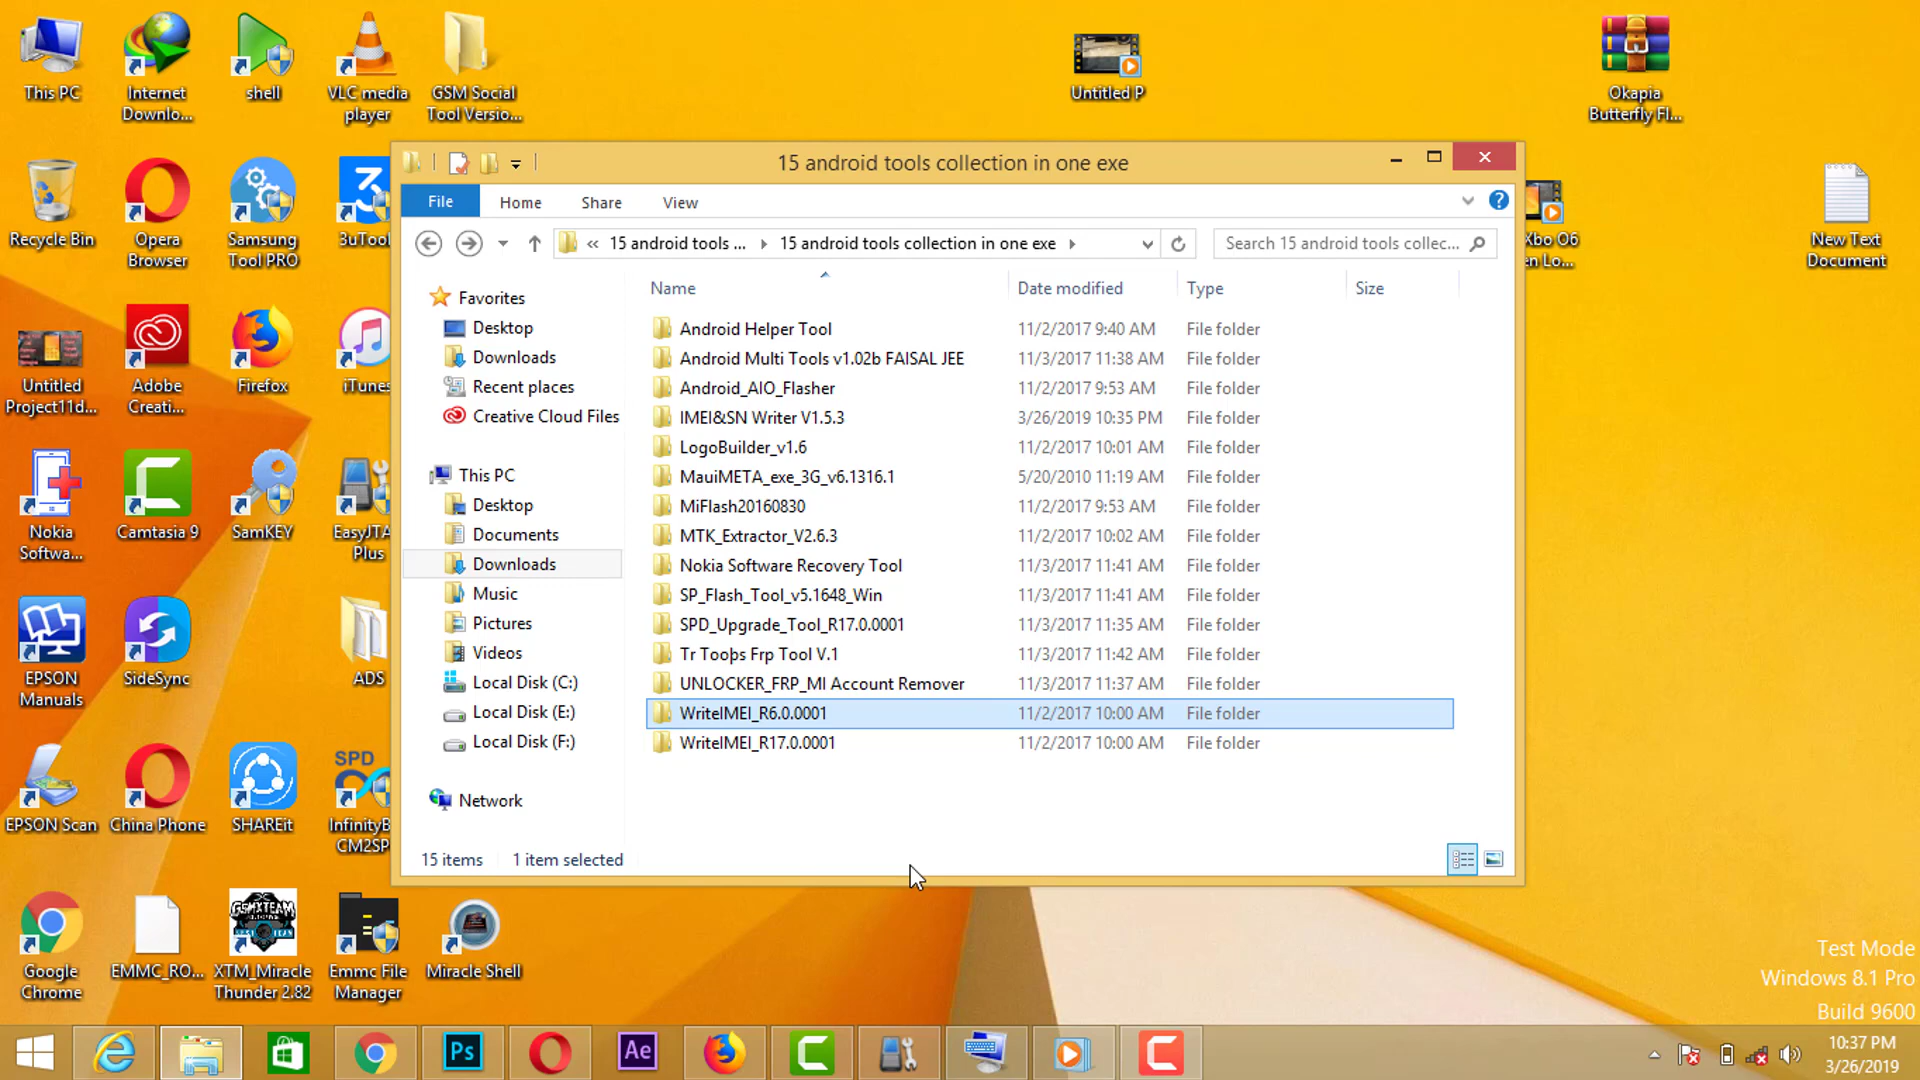 This PC
Internet
Downlo...
shell
VLC media
player
GSM Social
Tool Versio...
Untitled P
Okapia
Butterfly Fl...
Recycle Bin
Opera
Browser
Samsung
Tool PRO
3uTool
Xbo O6
en Lo...
New Text
Document
Untitled
Project11d...
Adobe
Creati...
Firefox
iTunes
Nokia
Softwa...
Camtasia 9
SamKEY
EasyJTA
Plus
EPSON
Manuals
SideSync
ADS
EPSON Scan
China Phone
SHAREit
SPD
InfinityB
CM2SP
Google
Chrome
EMMC_RO...
GSMXTEAM
XTM_Miracle
Thunder 2.82
Emmc File
Manager
Miracle Shell
15 android tools collection in one exe
File
Home
Share
View
« 15 android tools ...
15 android tools collection in one exe
Search 15 android tools collec...
Name
Date modified
Type
Size
Favorites
Desktop
Downloads
Recent places
Creative Cloud Files
This PC
Desktop
Documents
Downloads
Music
Pictures
Videos
Local Disk (C:)
Local Disk (E:)
Local Disk (F:)
Network
Android Helper Tool 11/2/2017 9:40 AM File folder
Android Multi Tools v1.02b FAISAL JEE 11/3/2017 11:38 AM File folder
Android_AIO_Flasher 11/2/2017 9:53 AM File folder
IMEI&SN Writer V1.5.3 3/26/2019 10:35 PM File folder
LogoBuilder_v1.6 11/2/2017 10:01 AM File folder
MauiMETA_exe_3G_v6.1316.1 5/20/2010 11:19 AM File folder
MiFlash20160830 11/2/2017 9:53 AM File folder
MTK_Extractor_V2.6.3 11/2/2017 10:02 AM File folder
Nokia Software Recovery Tool 11/3/2017 11:41 AM File folder
SP_Flash_Tool_v5.1648_Win 11/3/2017 11:41 AM File folder
SPD_Upgrade_Tool_R17.0.0001 11/3/2017 11:35 AM File folder
Tr Tooþs Frp Tool V.1 11/3/2017 11:42 AM File folder
UNLOCKER_FRP_MI Account Remover 11/3/2017 11:37 AM File folder
WriteIMEI_R6.0.0001 11/2/2017 10:00 AM File folder
WriteIMEI_R17.0.0001 11/2/2017 10:00 AM File folder
15 items
1 item selected
Test Mode
Windows 8.1 Pro
Build 9600
Ps
Ae
10:37 PM
3/26/2019